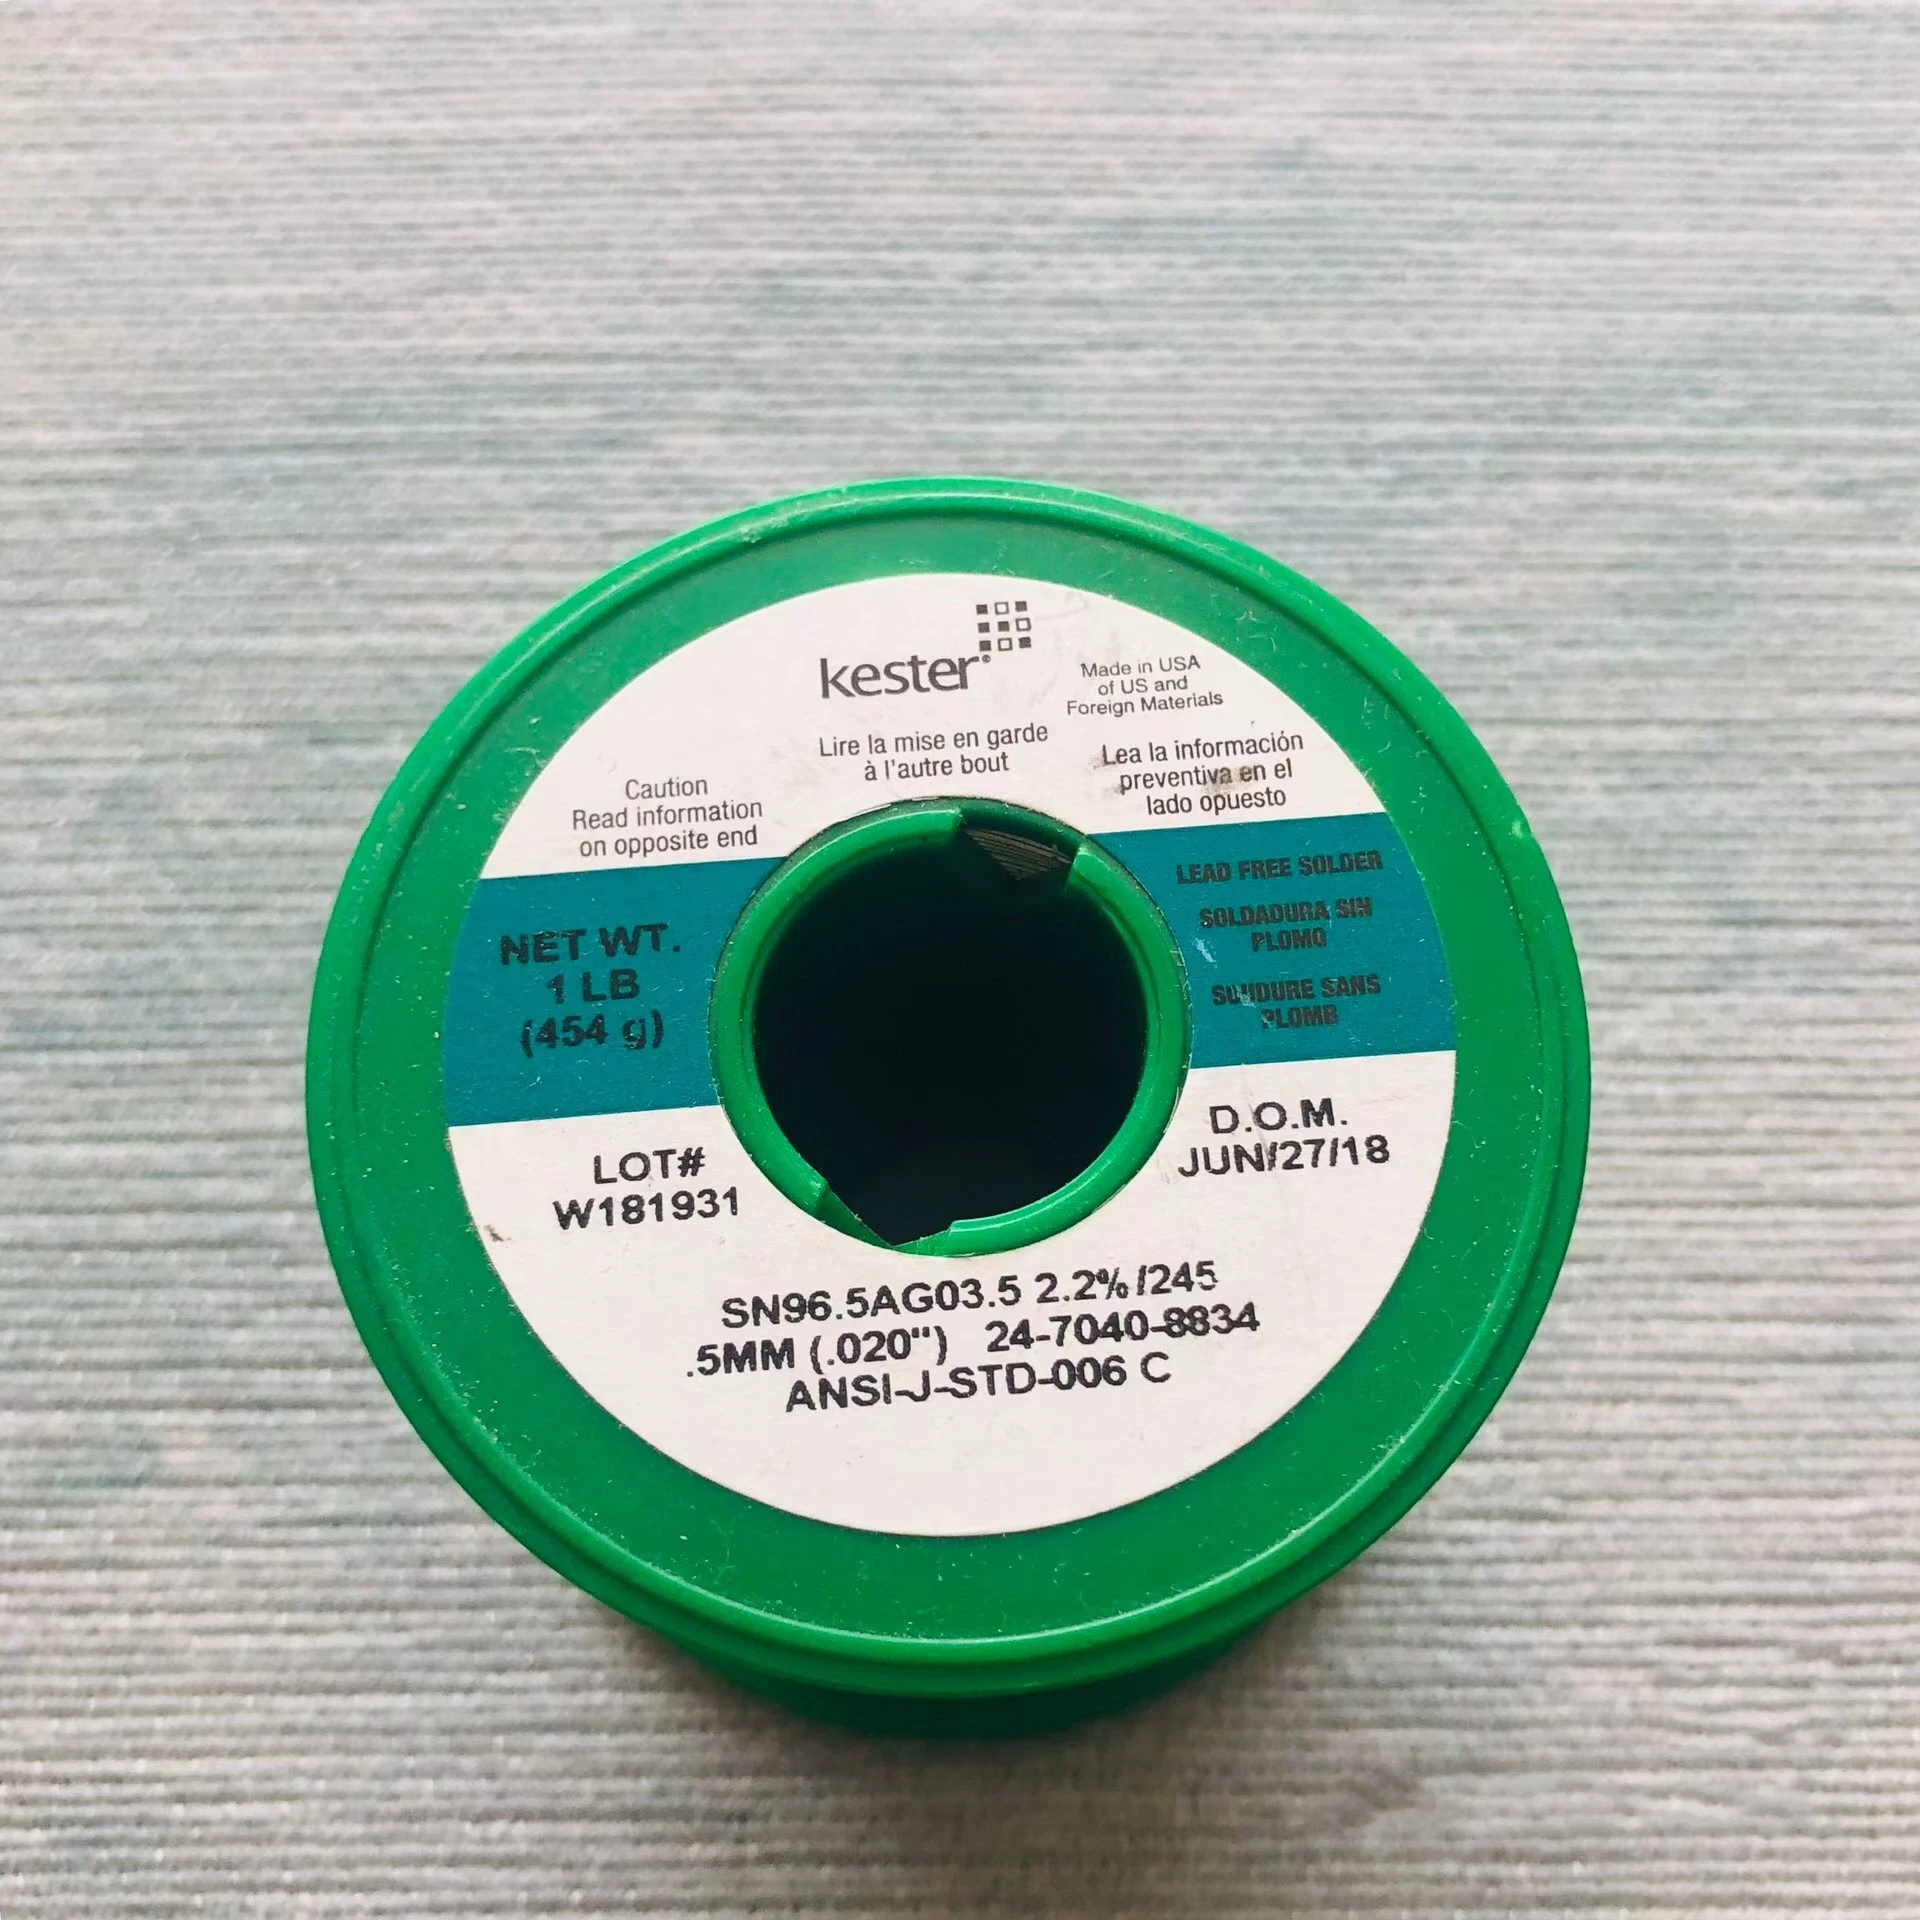 kester®
Made in USA
of US and
Foreign Materials
Lire la mise en garde
à l'autre bout
Lea la información
preventiva en el
lado opuesto
Caution
Read information
on opposite end
NET WT.
1 LB
(454 g)
LEAD FREE SOLDER
SOLDADURA SIN
PLOMO
SOUDURE SANS
PLOMB
LOT#
W181931
D.O.M.
JUN/27/18
SN96.5AG03.5 2.2%/245
.5MM (.020") 24-7040-8834
ANSI-J-STD-006 C